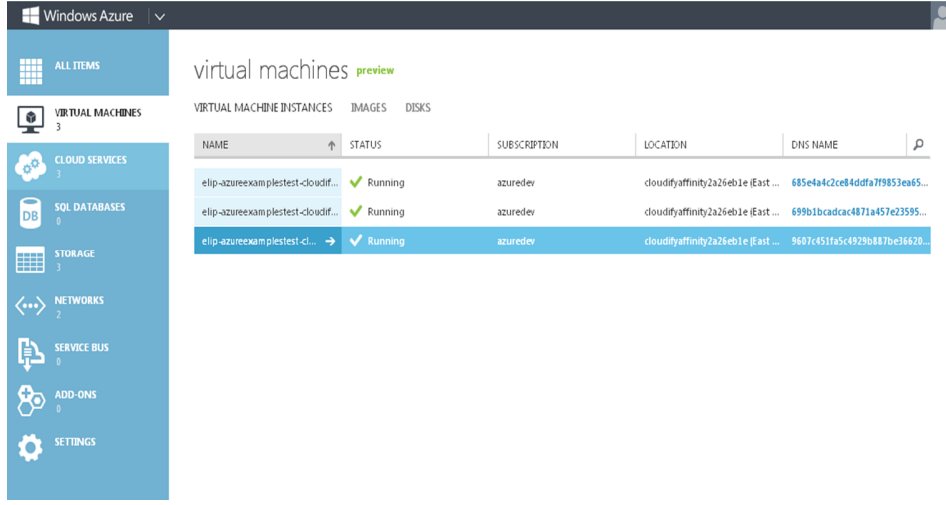 Windows Azure
ALL ITEMS
VIRTUAL MACHINES
3
CLOUD SERVICES
3
SQL DATABASES
0
STORAGE
3
NETWORKS
2
SERVICE BUS
0
ADD-ONS
0
SETTINGS
DB
virtual machines preview
VIRTUAL MACHINE INSTANCES IMAGES DISKS
NAME STATUS SUBSCRIPTION LOCATION DNS NAME
elip-azureexamplestest-cloudif... Running azuredev cloudifyaffinity2a26eb1e (East ... 685e4a4c2ce84ddfa7f9853ea65...
elip-azureexamplestest-cloudif... Running azuredev cloudifyaffinity2a26eb1e (East ... 699b1bcadcac4871a457e23595...
elip-azureexamplestest-cl... Running azuredev cloudifyaffinity2a26eb1e (East ... 9607c451fa5c4929b887be36620...